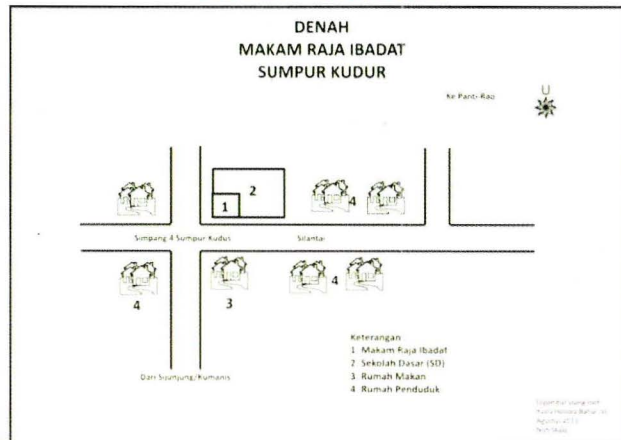 DENAH
MAKAM RAJA IBADAT
SUMPUR KUDUR
Ke Panti-Rao
U
2
1
4
Simpang 4 Sumpur Kudus
Silantai
4
3
4
Keterangan
1 Makam Raja Ibadat
2 Sekolah Dasar (SD)
3 Rumah Makan
4 Rumah Penduduk
Dari Sijunjung/Kumanis